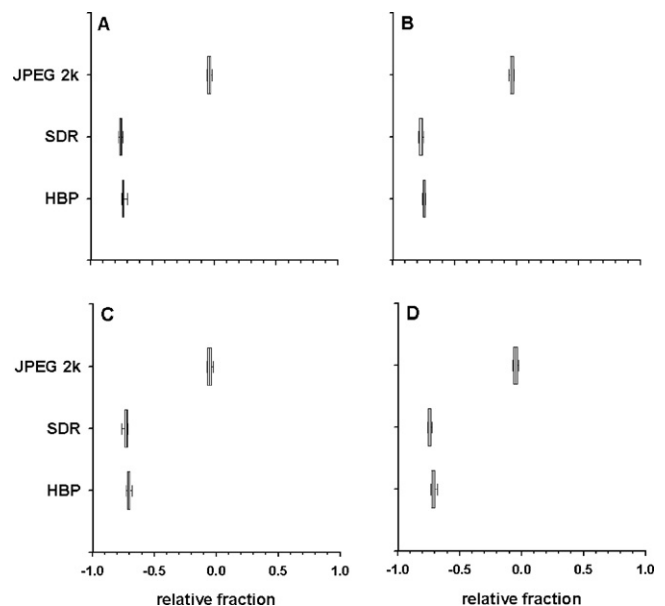 A B
JPEG 2k
SDR
HBP
C D
JPEG 2k
SDR
HBP
-1.0 -0.5 0.0 0.5 1.0 -1.0 -0.5 0.0 0.5 1.0
relative fraction relative fraction